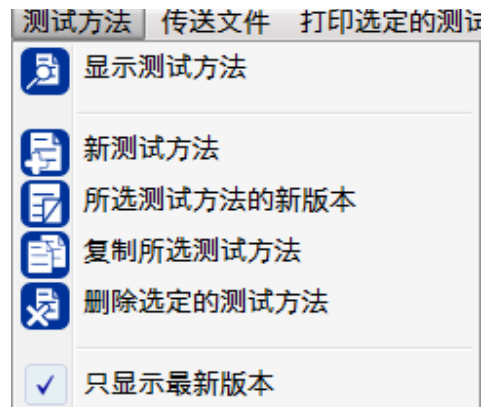 测试方法 传送文件 打印选定的测试
显示测试方法
新测试方法
所选测试方法的新版本
复制所选测试方法
删除选定的测试方法
只显示最新版本